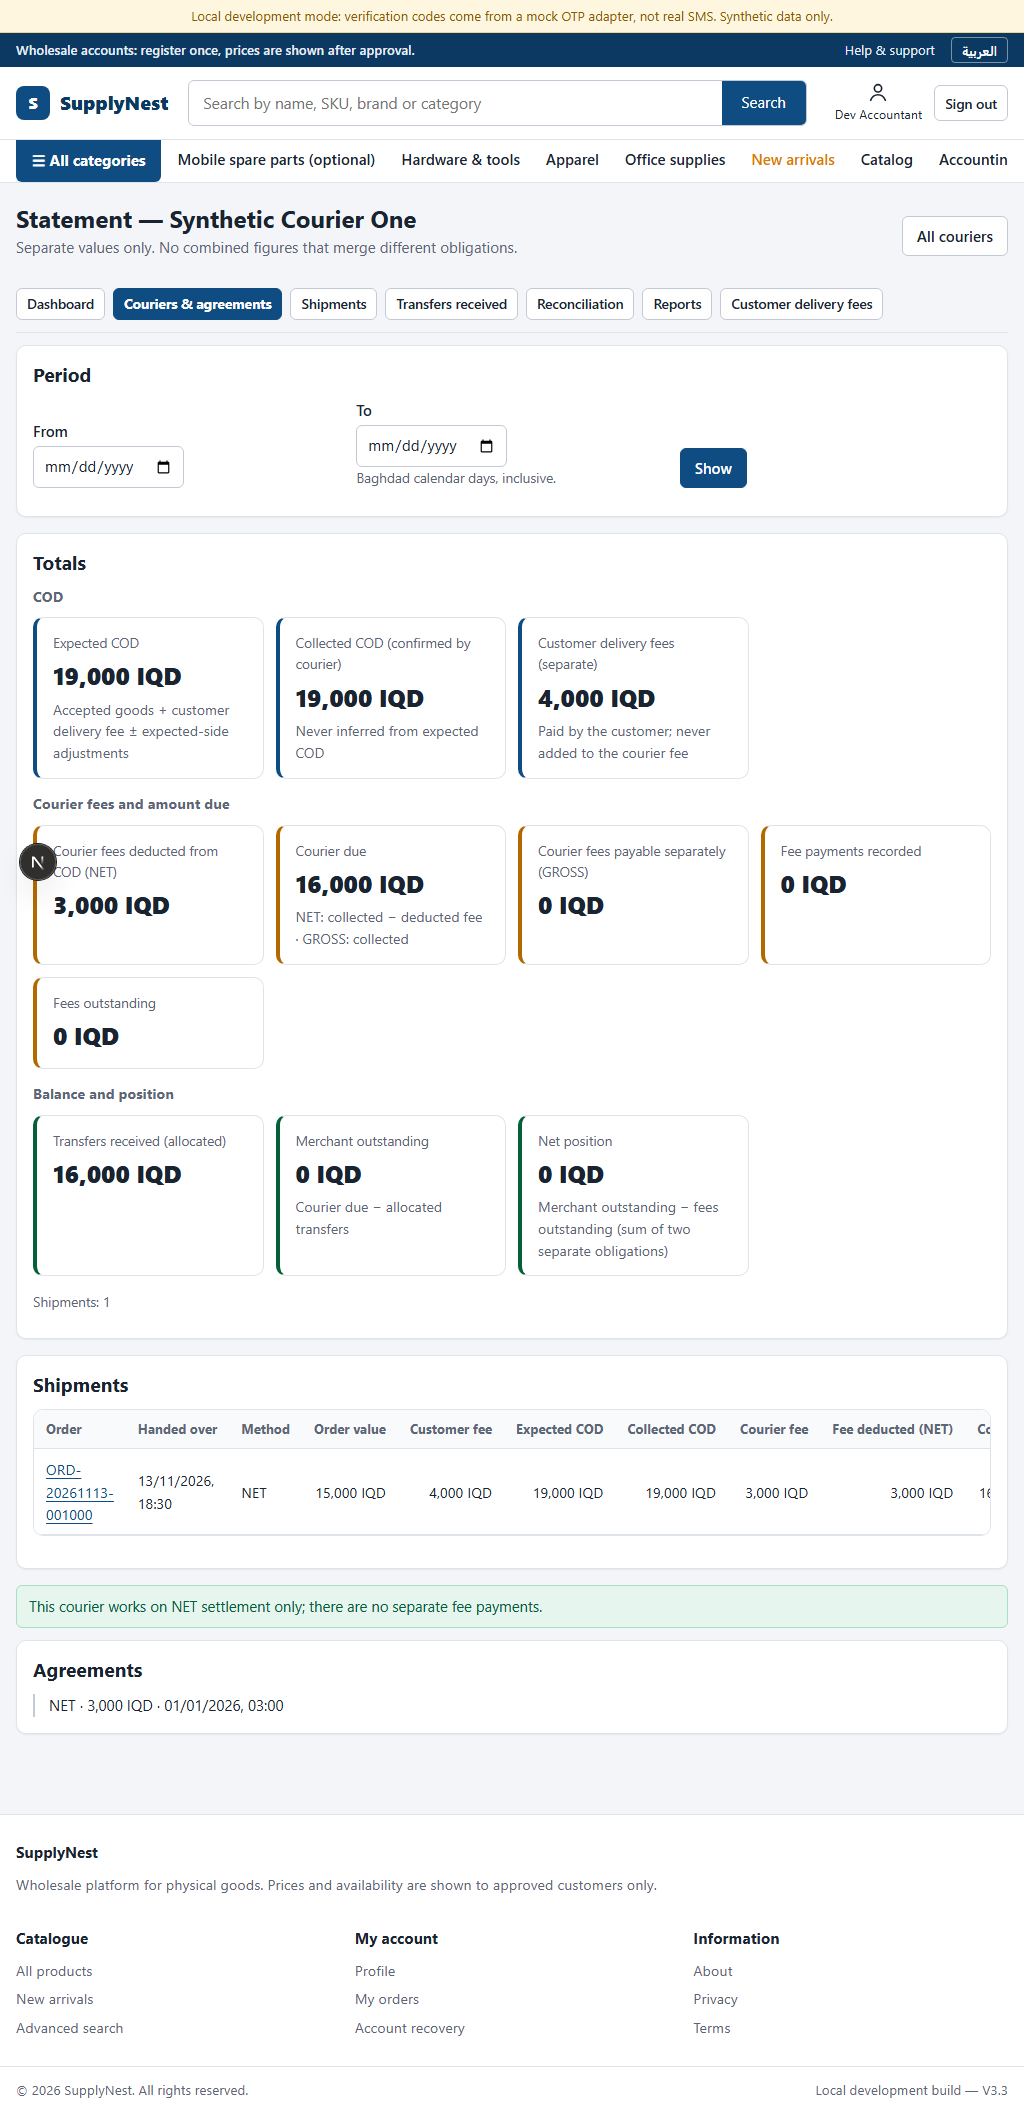 Local development mode: verification codes come from a mock OTP adapter, not real SMS. Synthetic data only.
Wholesale accounts: register once, prices are shown after approval.
Help & support
العربية
S
SupplyNest
Search by name, SKU, brand or category
Search
Dev Accountant
Sign out
☰ All categories
Mobile spare parts (optional)
Hardware & tools
Apparel
Office supplies
New arrivals
Catalog
Accountin
Statement — Synthetic Courier One
Separate values only. No combined figures that merge different obligations.
All couriers
Dashboard
Couriers & agreements
Shipments
Transfers received
Reconciliation
Reports
Customer delivery fees
Period
From
mm/dd/yyyy
To
mm/dd/yyyy
Baghdad calendar days, inclusive.
Show
Totals
COD
Expected COD
19,000 IQD
Accepted goods + customer
delivery fee ± expected-side
adjustments
Collected COD (confirmed by
courier)
19,000 IQD
Never inferred from expected
COD
Customer delivery fees
(separate)
4,000 IQD
Paid by the customer; never
added to the courier fee
Courier fees and amount due
Courier fees deducted from
COD (NET)
3,000 IQD
N
Courier due
16,000 IQD
NET: collected − deducted fee
· GROSS: collected
Courier fees payable separately
(GROSS)
0 IQD
Fee payments recorded
0 IQD
Fees outstanding
0 IQD
Balance and position
Transfers received (allocated)
16,000 IQD
Merchant outstanding
0 IQD
Courier due − allocated
transfers
Net position
0 IQD
Merchant outstanding − fees
outstanding (sum of two
separate obligations)
Shipments: 1
Shipments
Order Handed over Method Order value Customer fee Expected COD Collected COD Courier fee Fee deducted (NET)
ORD-
20261113-
001000
13/11/2026,
18:30
NET 15,000 IQD 4,000 IQD 19,000 IQD 19,000 IQD 3,000 IQD 3,000 IQD
This courier works on NET settlement only; there are no separate fee payments.
Agreements
NET · 3,000 IQD · 01/01/2026, 03:00
SupplyNest
Wholesale platform for physical goods. Prices and availability are shown to approved customers only.
Catalogue
All products
New arrivals
Advanced search
My account
Profile
My orders
Account recovery
Information
About
Privacy
Terms
© 2026 SupplyNest. All rights reserved.
Local development build — V3.3